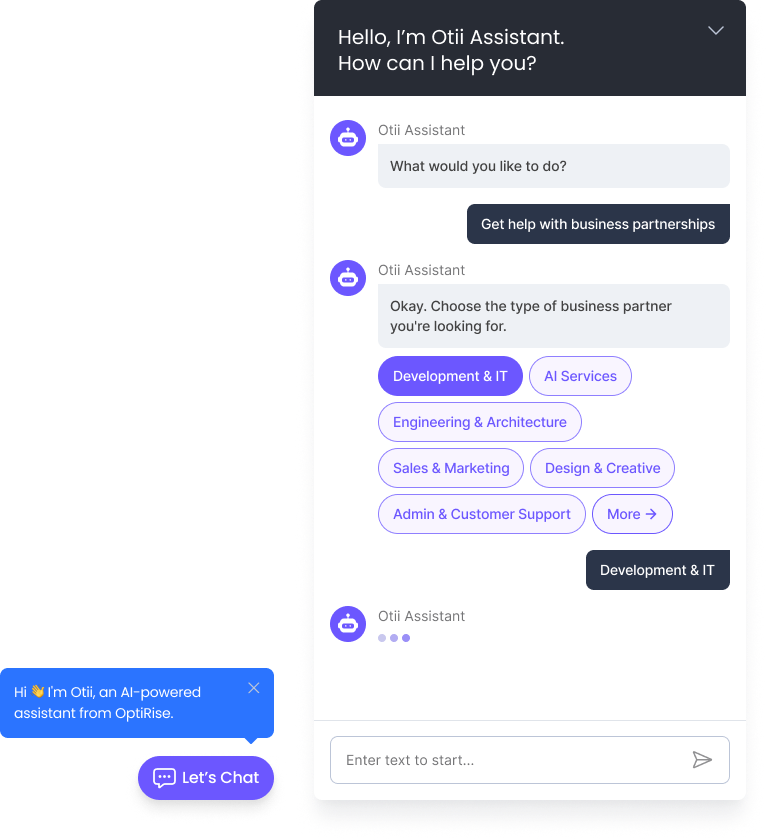 Hello, I’m Otii Assistant.
How can I help you?
Otii Assistant
What would you like to do?
Get help with business partnerships
Otii Assistant
Okay. Choose the type of business partner
you're looking for.
Development & IT
AI Services
Engineering & Architecture
Sales & Marketing
Design & Creative
Admin & Customer Support
More →
Development & IT
Otii Assistant
Enter text to start...
Hi 👋 I'm Otii, an AI-powered
assistant from OptiRise.
Let’s Chat